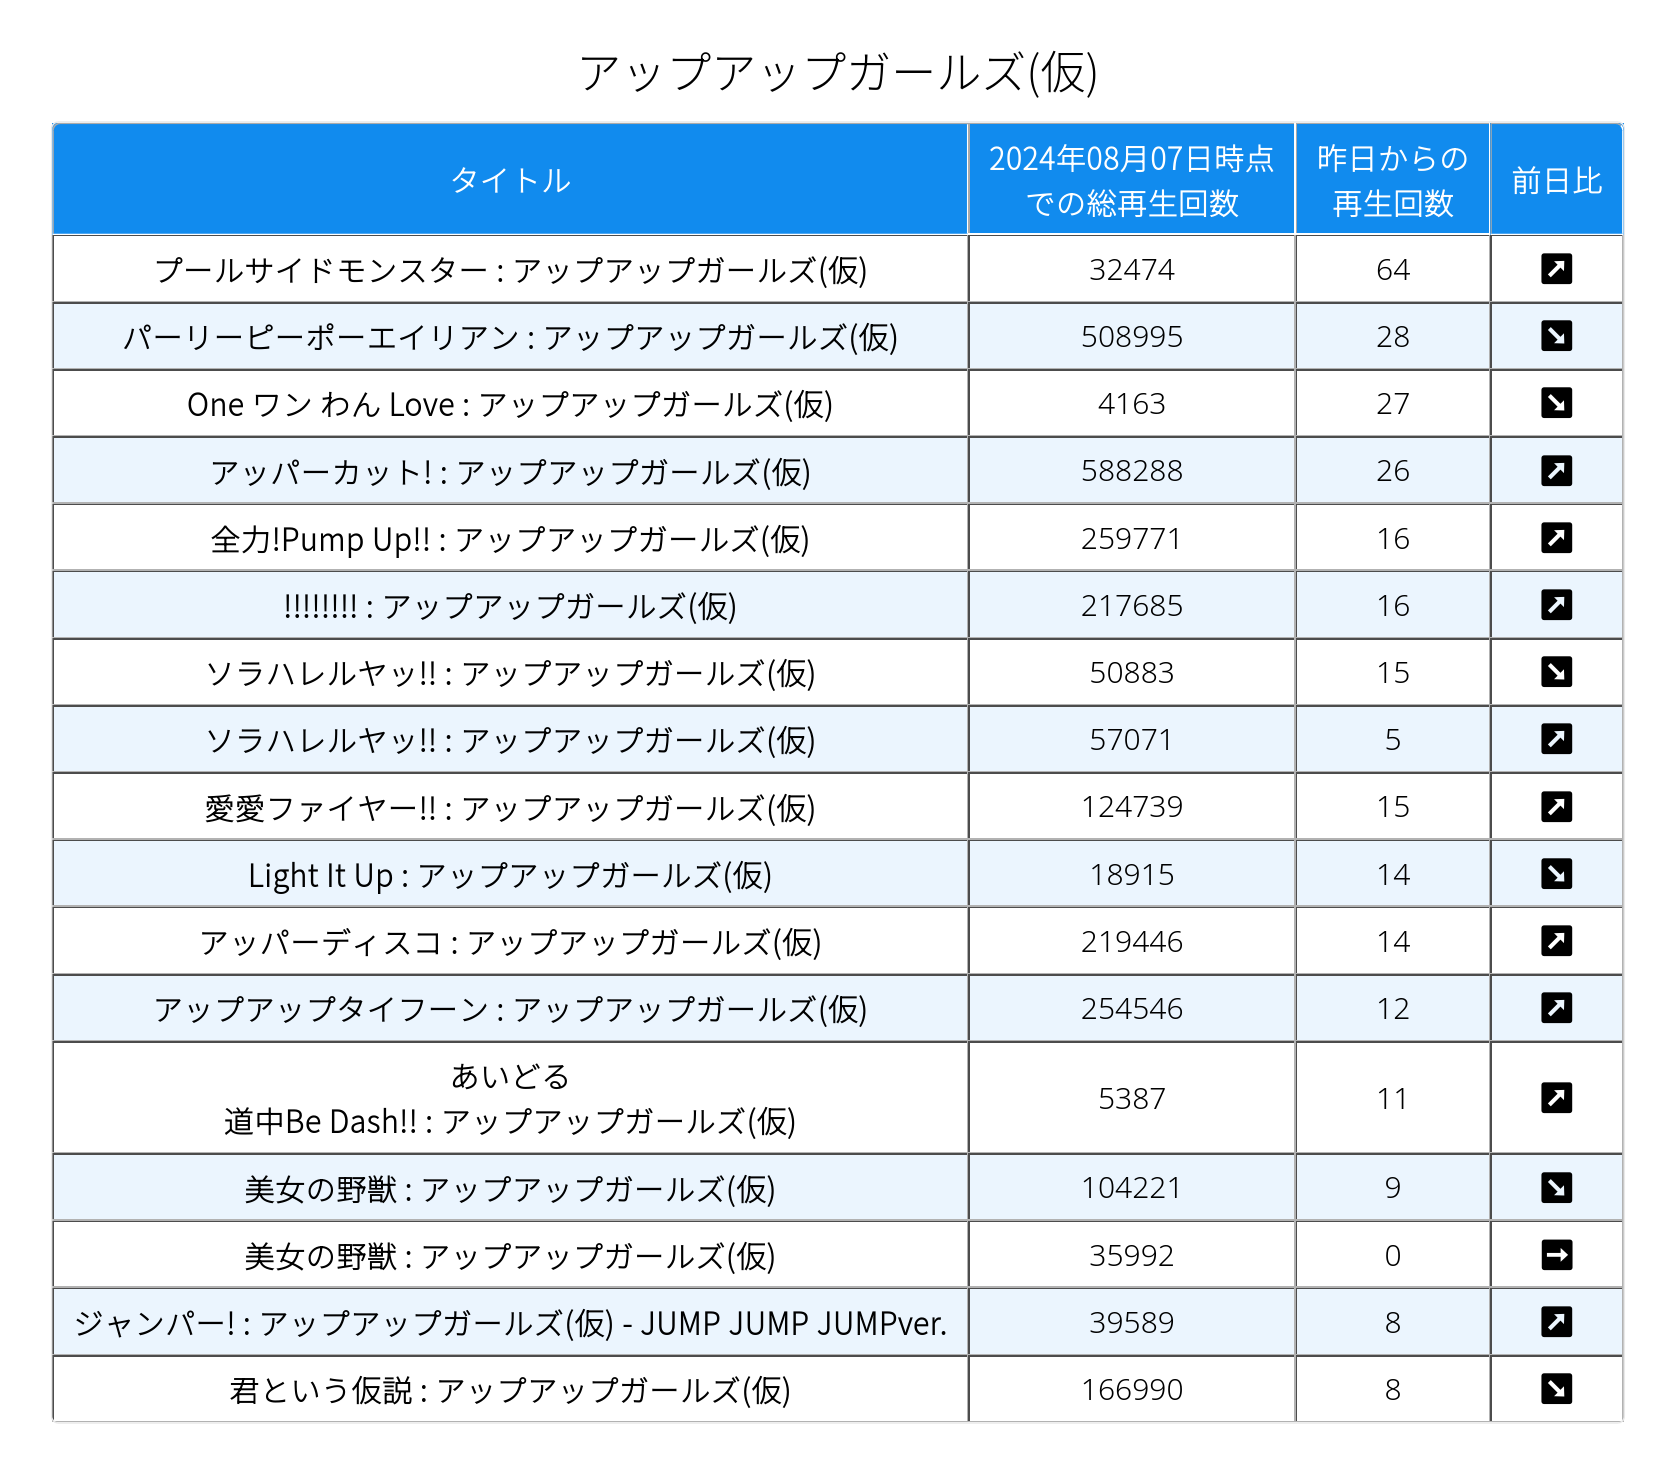 アップアップガールズ(仮)
タイトル 2024年08月07日時点での総再生回数 昨日からの再生回数 前日比
プールサイドモンスター : アップアップガールズ(仮) 32474 64 ↗
パーリーピーポーエイリアン : アップアップガールズ(仮) 508995 28 ↘
One ワン わん Love : アップアップガールズ(仮) 4163 27 ↘
アッパーカット! : アップアップガールズ(仮) 588288 26 ↗
全力!Pump Up!! : アップアップガールズ(仮) 259771 16 ↗
!!!!!!!! : アップアップガールズ(仮) 217685 16 ↗
ソラハレルヤッ!! : アップアップガールズ(仮) 50883 15 ↘
ソラハレルヤッ!! : アップアップガールズ(仮) 57071 5 ↗
愛愛ファイヤー!! : アップアップガールズ(仮) 124739 15 ↗
Light It Up : アップアップガールズ(仮) 18915 14 ↘
アッパーディスコ : アップアップガールズ(仮) 219446 14 ↗
アップアップタイフーン : アップアップガールズ(仮) 254546 12 ↗
あいどる
道中Be Dash!! : アップアップガールズ(仮) 5387 11 ↗
美女の野獣 : アップアップガールズ(仮) 104221 9 ↘
美女の野獣 : アップアップガールズ(仮) 35992 0 →
ジャンパー! : アップアップガールズ(仮) - JUMP JUMP JUMPver. 39589 8 ↗
君という仮説 : アップアップガールズ(仮) 166990 8 ↘